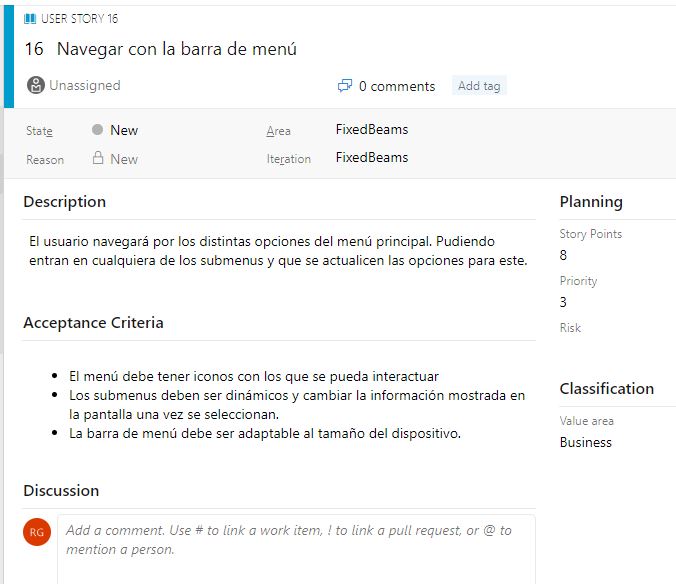 USER STORY 16
16 Navegar con la barra de menú
Unassigned
0 comments
Add tag
State New
Area FixedBeams
Reason New
Iteration FixedBeams
Description
El usuario navegará por los distintas opciones del menú principal. Pudiendo
entran en cualquiera de los submenus y que se actualicen las opciones para este.
Acceptance Criteria
• El menú debe tener iconos con los que se pueda interactuar
• Los submenus deben ser dinámicos y cambiar la información mostrada en
la pantalla una vez se seleccionan.
• La barra de menú debe ser adaptable al tamaño del dispositivo.
Discussion
RG
Add a comment. Use # to link a work item, ! to link a pull request, or @ to
mention a person.
Planning
Story Points
8
Priority
3
Risk
Classification
Value area
Business